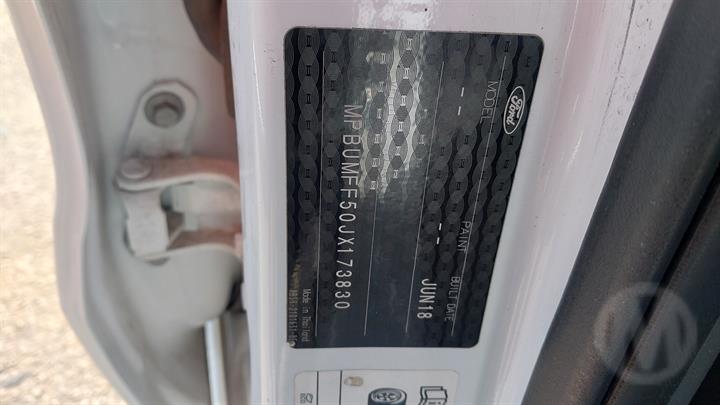 Ford
MODEL PAINT BUILT DATE
-- -- JUN18
MPBUMFF50JX173830
Made in Thailand